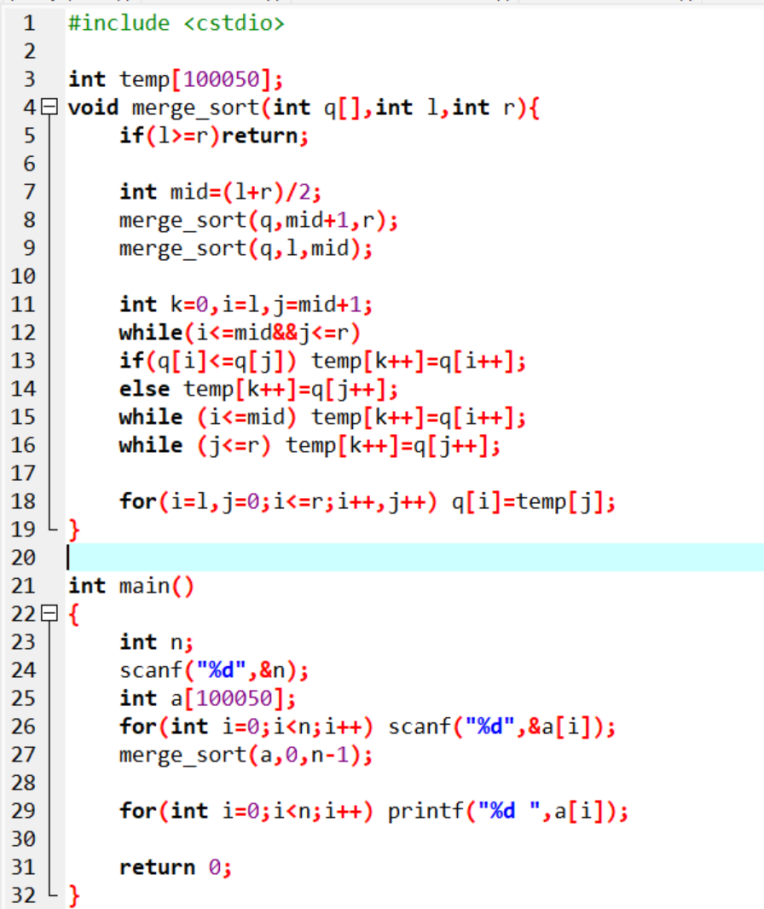 1 #include <cstdio>
2
3 int temp[100050];
4 void merge_sort(int q[],int l,int r){
5 if(l>=r)return;
6
7 int mid=(l+r)/2;
8 merge_sort(q,mid+1,r);
9 merge_sort(q,l,mid);
10
11 int k=0,i=l,j=mid+1;
12 while(i<=mid&&j<=r)
13 if(q[i]<=q[j]) temp[k++]=q[i++];
14 else temp[k++]=q[j++];
15 while (i<=mid) temp[k++]=q[i++];
16 while (j<=r) temp[k++]=q[j++];
17
18 for(i=l,j=0;i<=r;i++,j++) q[i]=temp[j];
19 }
20
21 int main()
22 {
23 int n;
24 scanf("%d",&n);
25 int a[100050];
26 for(int i=0;i<n;i++) scanf("%d",&a[i]);
27 merge_sort(a,0,n-1);
28
29 for(int i=0;i<n;i++) printf("%d ",a[i]);
30
31 return 0;
32 }